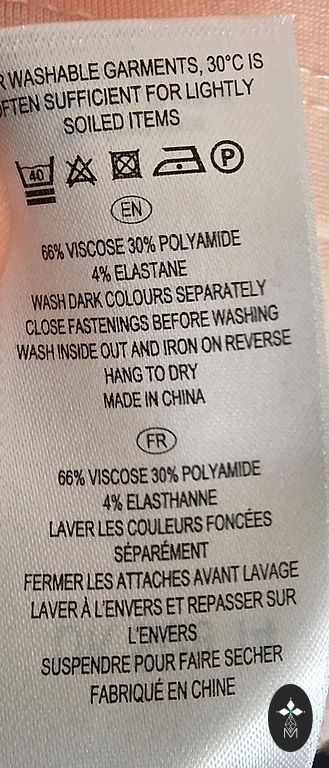 R WASHABLE GARMENTS, 30°C IS
OFTEN SUFFICIENT FOR LIGHTLY
SOILED ITEMS
40 P
EN
66% VISCOSE 30% POLYAMIDE
4% ELASTANE
WASH DARK COLOURS SEPARATELY
CLOSE FASTENINGS BEFORE WASHING
WASH INSIDE OUT AND IRON ON REVERSE
HANG TO DRY
MADE IN CHINA
FR
66% VISCOSE 30% POLYAMIDE
4% ELASTHANNE
LAVER LES COULEURS FONCÉES
SÉPARÉMENT
FERMER LES ATTACHES AVANT LAVAGE
LAVER À L'ENVERS ET REPASSER SUR
L'ENVERS
SUSPENDRE POUR FAIRE SECHER
FABRIQUÉ EN CHINE
M